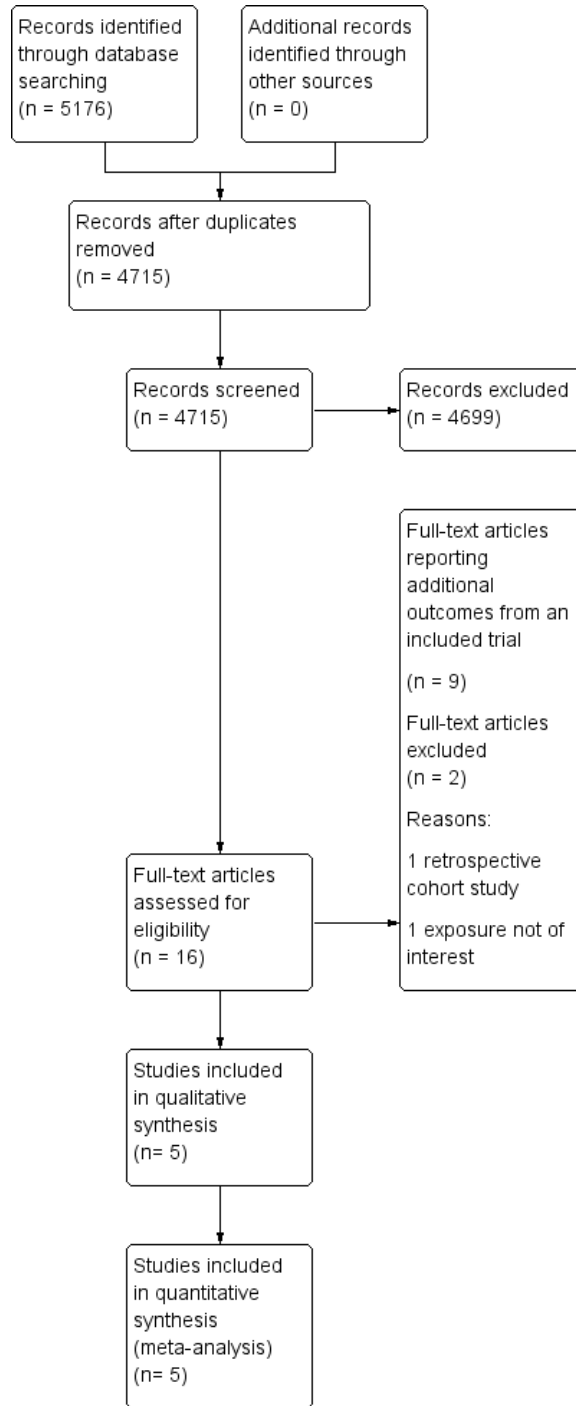 Records identified
through database
searching
(n = 5176)
Additional records
identified through
other sources
(n = 0)
Records after duplicates
removed
(n = 4715)
Records screened
(n = 4715)
Records excluded
(n = 4699)
Full-text articles
reporting
additional
outcomes from an
included trial
(n = 9)
Full-text articles
excluded
(n = 2)
Reasons:
1 retrospective
cohort study
1 exposure not of
interest
Full-text articles
assessed for
eligibility
(n = 16)
Studies included
in qualitative
synthesis
(n= 5)
Studies included
in quantitative
synthesis
(meta-analysis)
(n= 5)